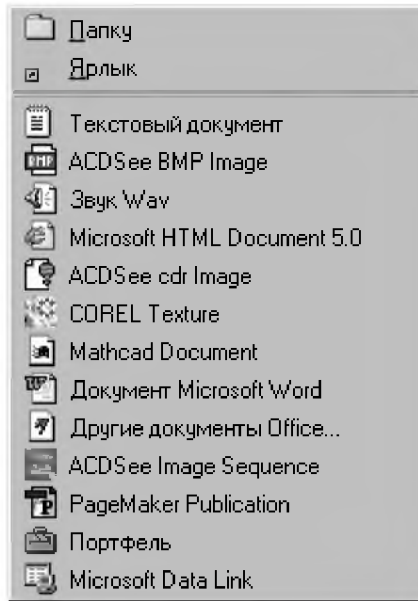 Папку
Ярлык
Текстовый документ
ACDSee BMP Image
Звук Wav
Microsoft HTML Document 5.0
ACDSee cdr Image
COREL Texture
Mathcad Document
Документ Microsoft Word
Другие документы Office...
ACDSee Image Sequence
PageMaker Publication
Портфель
Microsoft Data Link